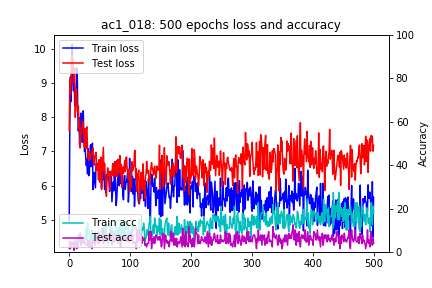 ac1_018: 500 epochs loss and accuracy
Train loss
Test loss
Train acc
Test acc
Loss
10
9
8
7
6
5
Accuracy
100
80
60
40
20
0
0 100 200 300 400 500